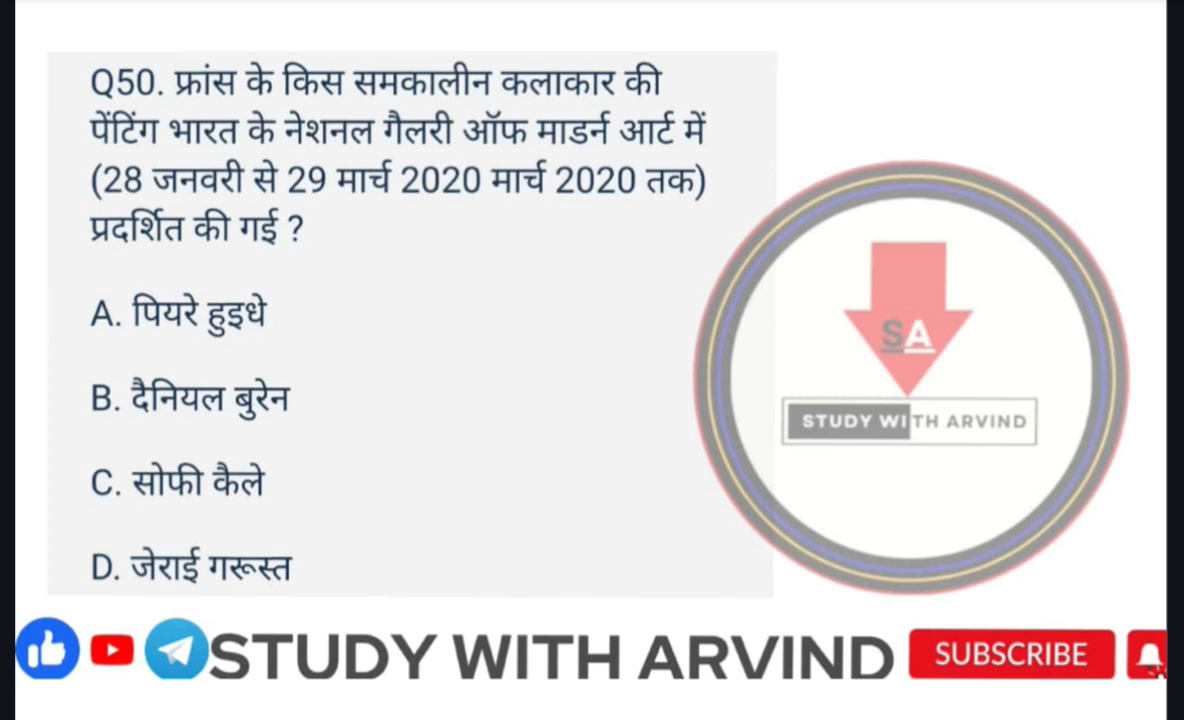 Q50. फ्रांस के किस समकालीन कलाकार की
पेंटिंग भारत के नेशनल गैलरी ऑफ माडर्न आर्ट में
(28 जनवरी से 29 मार्च 2020 मार्च 2020 तक)
प्रदर्शित की गई ?
A. पियरे हुइधे
B. दैनियल बुरेन
C. सोफी कैले
D. जेराई गरूस्त
SA
STUDY WITH ARVIND
STUDY WITH ARVIND SUBSCRIBE